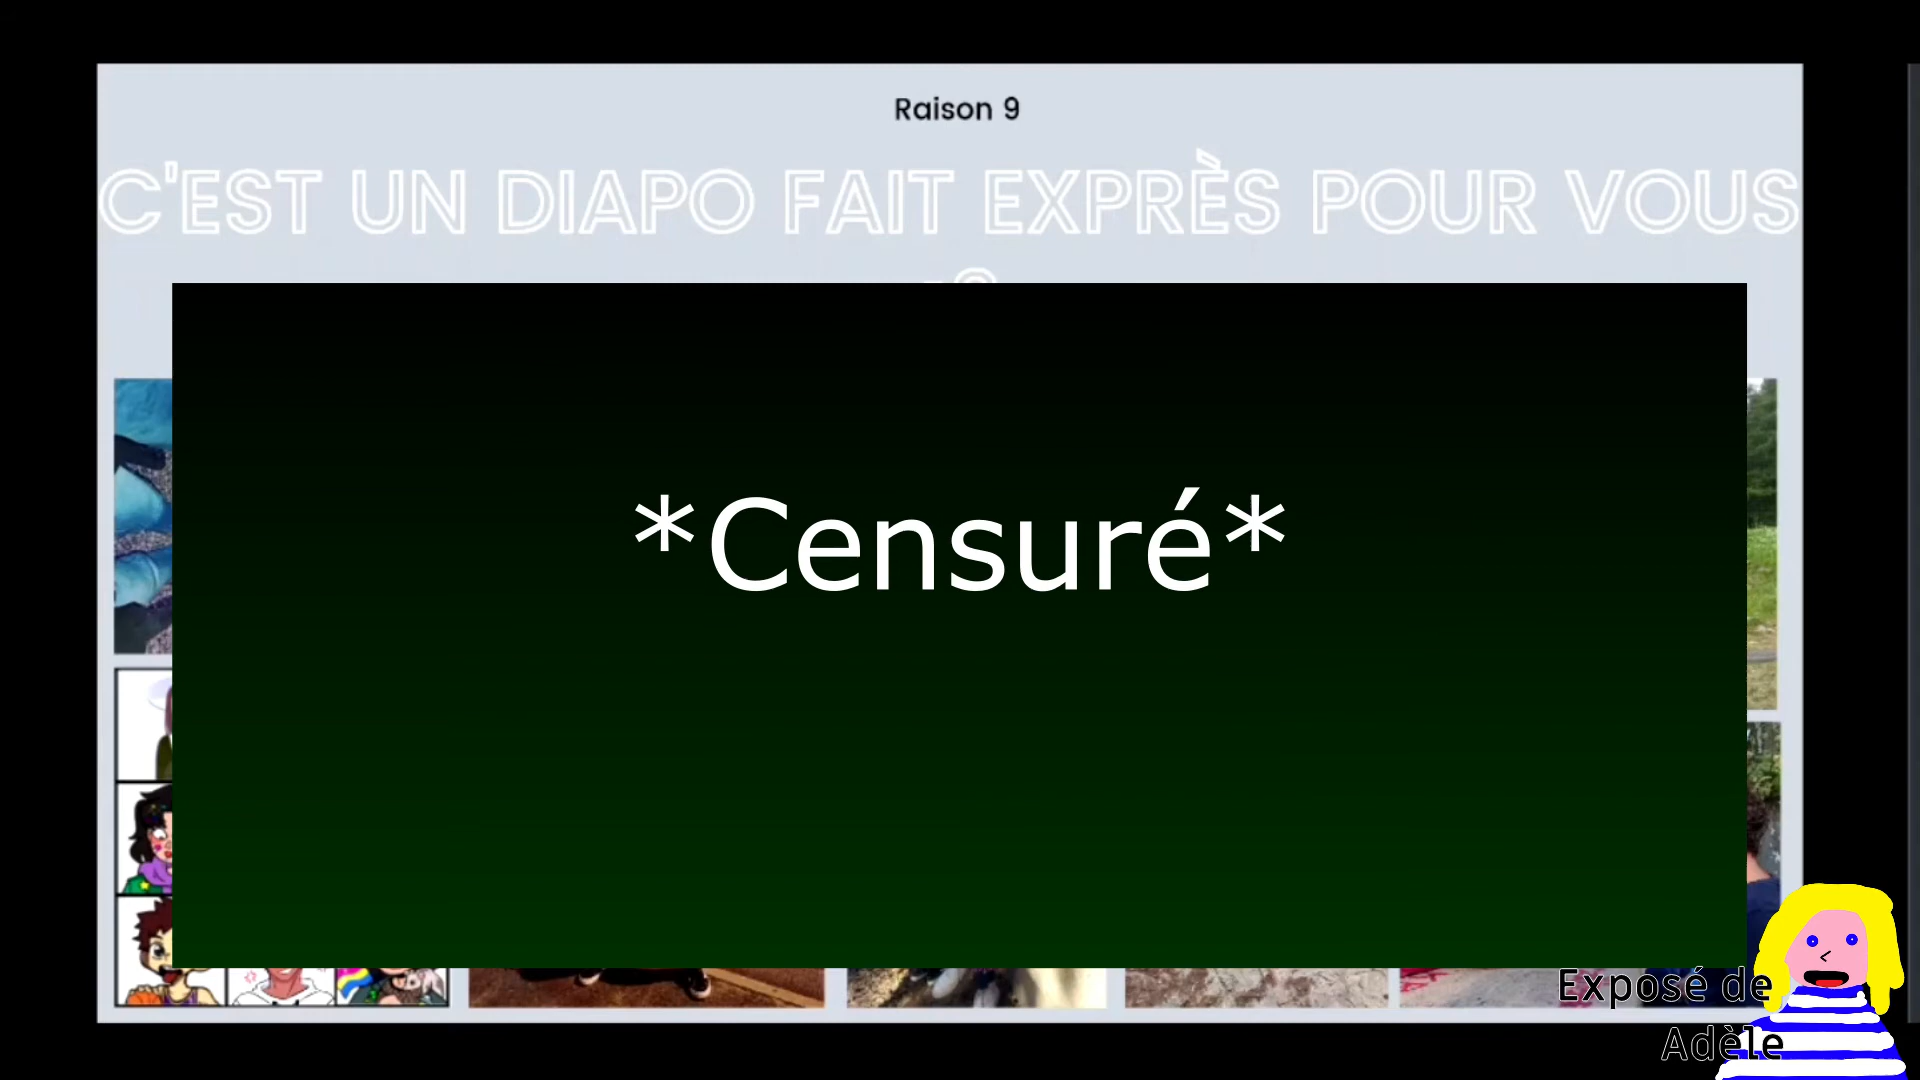 Raison 9
C'EST UN DIAPO FAIT EXPRÈS POUR VOUS
*Censuré*
Exposé de
Adèle